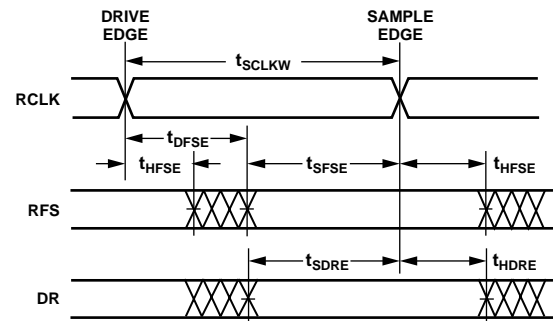 DRIVE EDGE
SAMPLE EDGE
tSCLKW
RCLK
tDFSE
tHFSE
tSFSE
tHFSE
RFS
tSDRE
tHDRE
DR